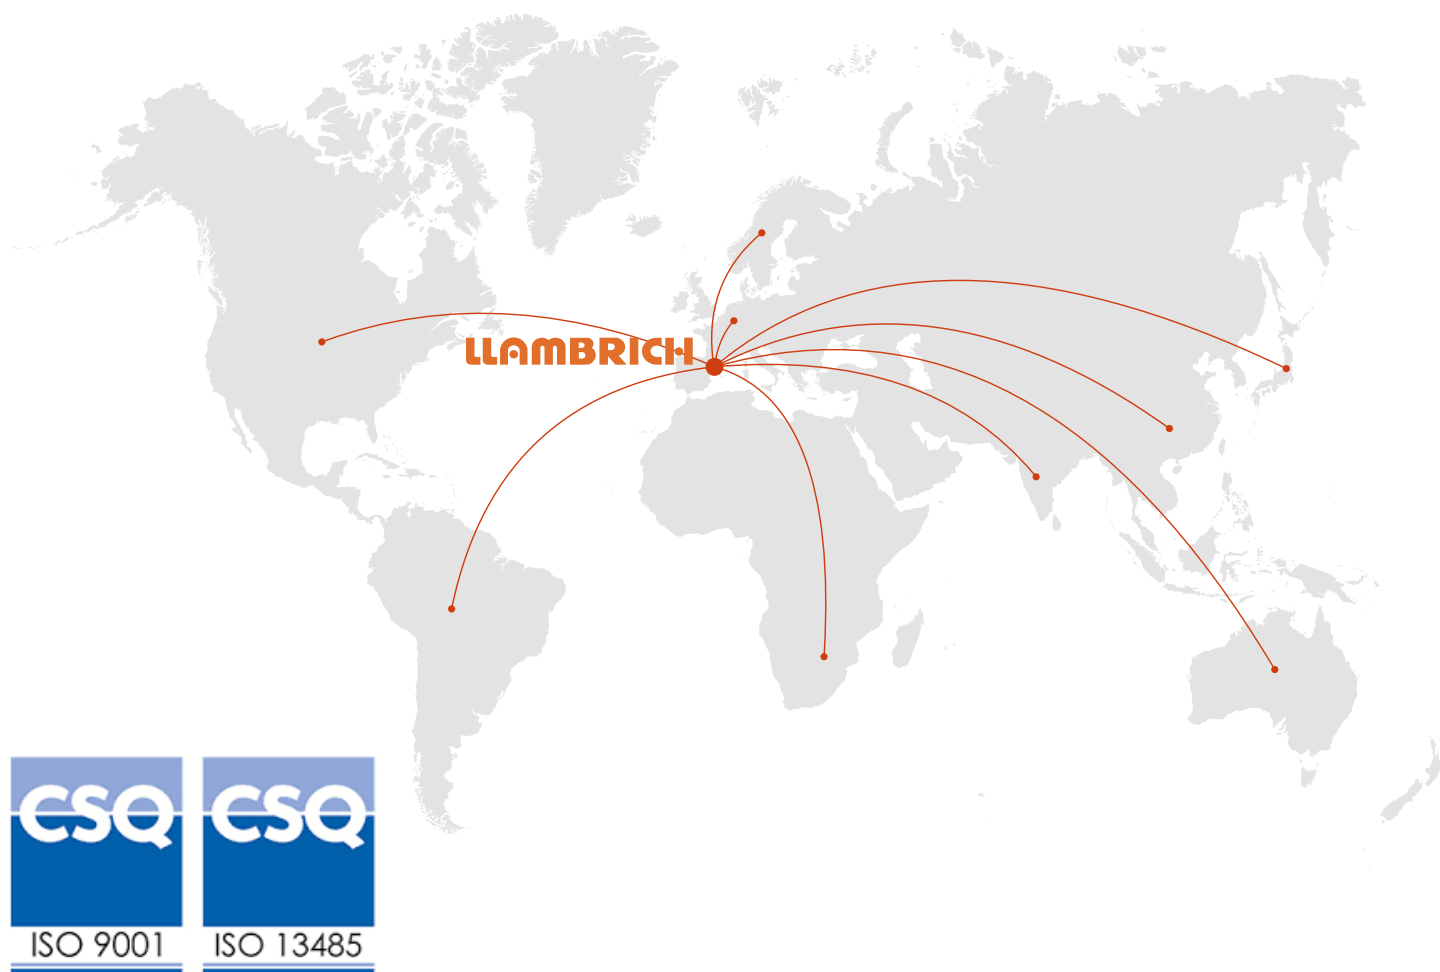 LLAMBRICH
CSQ
CSQ
ISO 9001
ISO 13485